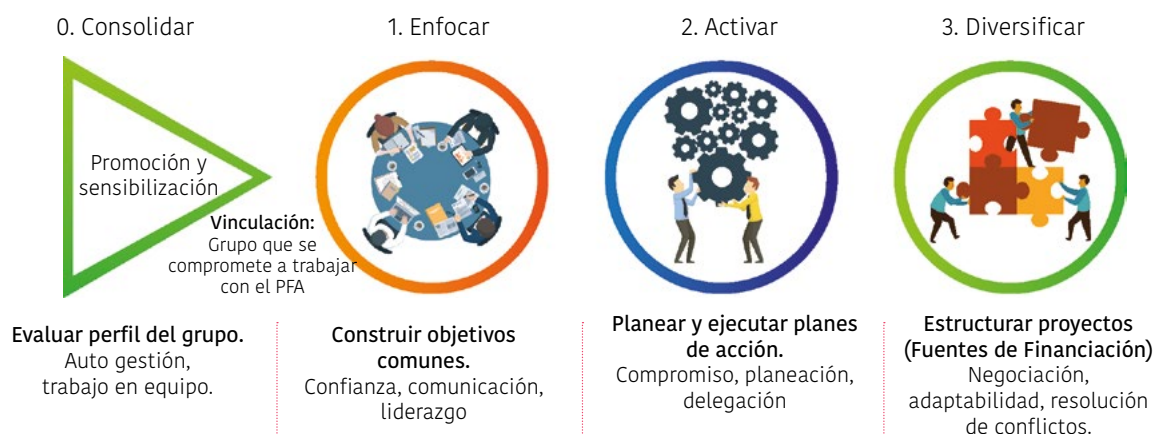 0. Consolidar
Promoción y
sensibilización
Vinculación:
Grupo que se
compromete a trabajar
con el PFA
Evaluar perfil del grupo.
Auto gestión,
trabajo en equipo.
1. Enfocar
Construir objetivos
comunes.
Confianza, comunicación,
liderazgo
2. Activar
Planear y ejecutar planes
de acción.
Compromiso, planeación,
delegación
3. Diversificar
Estructurar proyectos
(Fuentes de Financiación)
Negociación,
adaptabilidad, resolución
de conflictos.